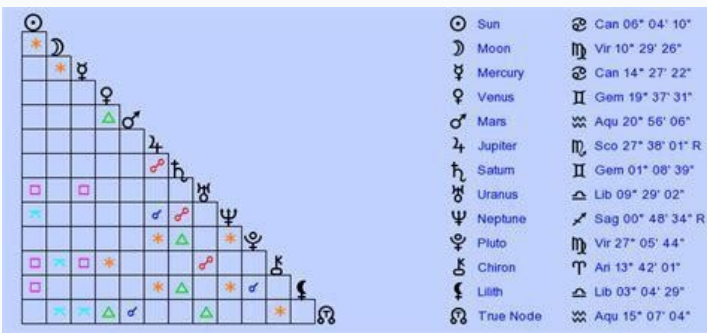 Sun Can 06° 04' 10"
Moon Vir 10° 29' 26"
Mercury Can 14° 27' 22"
Venus Gem 19° 37' 31"
Mars Aqu 20° 56' 06"
Jupiter Sco 27° 38' 01" R
Saturn Gem 01° 08' 39"
Uranus Lib 09° 29' 02"
Neptune Sag 00° 48' 34" R
Pluto Vir 27° 05' 44"
Chiron Ari 13° 42' 01"
Lilith Lib 03° 04' 29"
True Node Aqu 15° 07' 04"